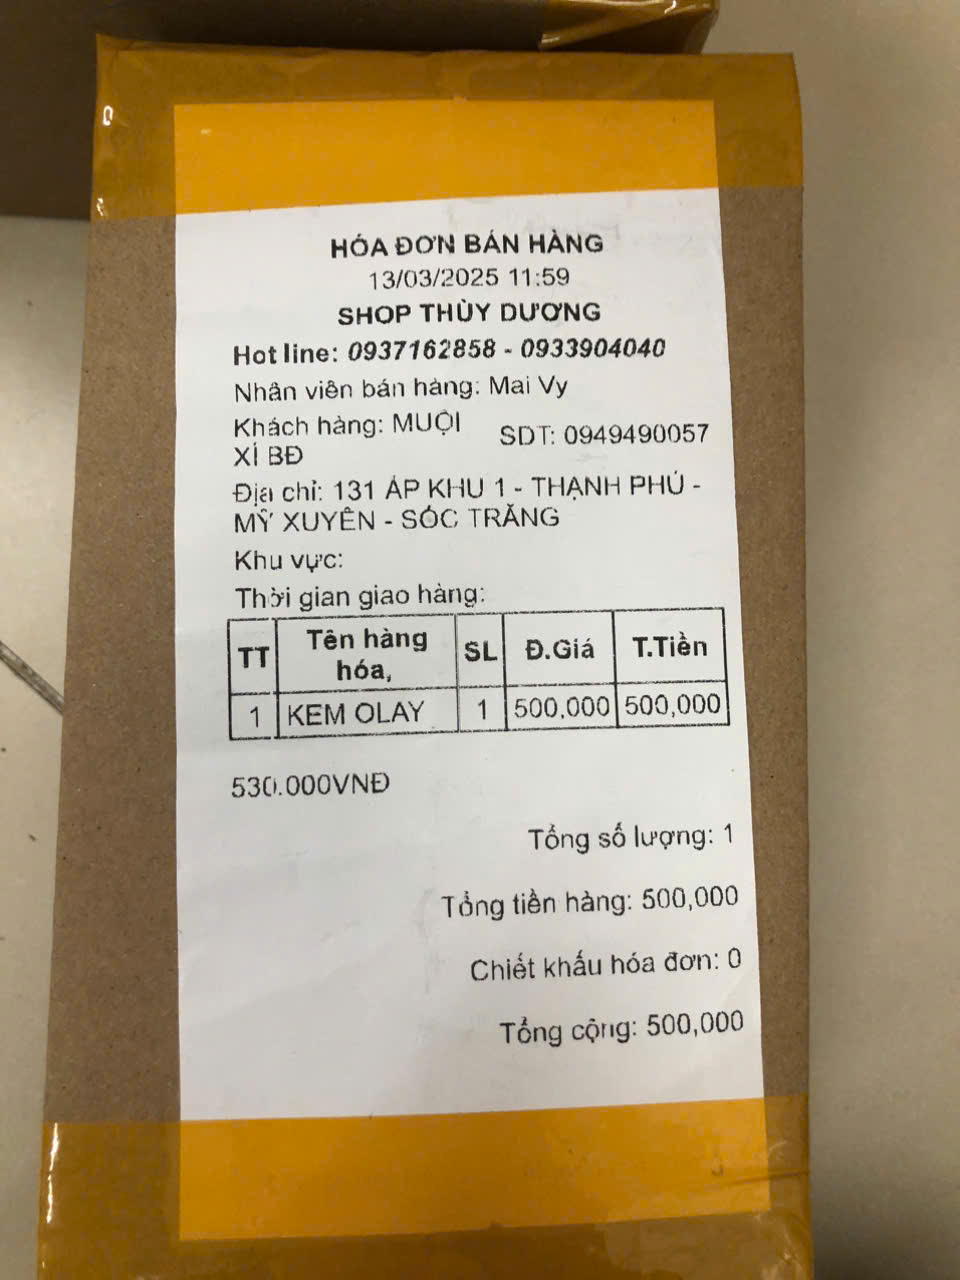 HÓA ĐƠN BÁN HÀNG
13/03/2025 11:59
SHOP THÙY DƯƠNG
Hot line: 0937162858 - 0933904040
Nhân viên bán hàng: Mai Vy
Khách hàng: MUỘI XÍ BĐ SDT: 0949490057
Địa chỉ: 131 ẤP KHU 1 - THẠNH PHÚ -
MỸ XUYÊN - SÓC TRĂNG
Khu vực:
Thời gian giao hàng:
TT Tên hàng hóa, SL Đ.Giá T.Tiền
1 KEM OLAY 1 500,000 500,000
530.000VNĐ
Tổng số lượng: 1
Tổng tiền hàng: 500,000
Chiết khấu hóa đơn: 0
Tổng cộng: 500,000